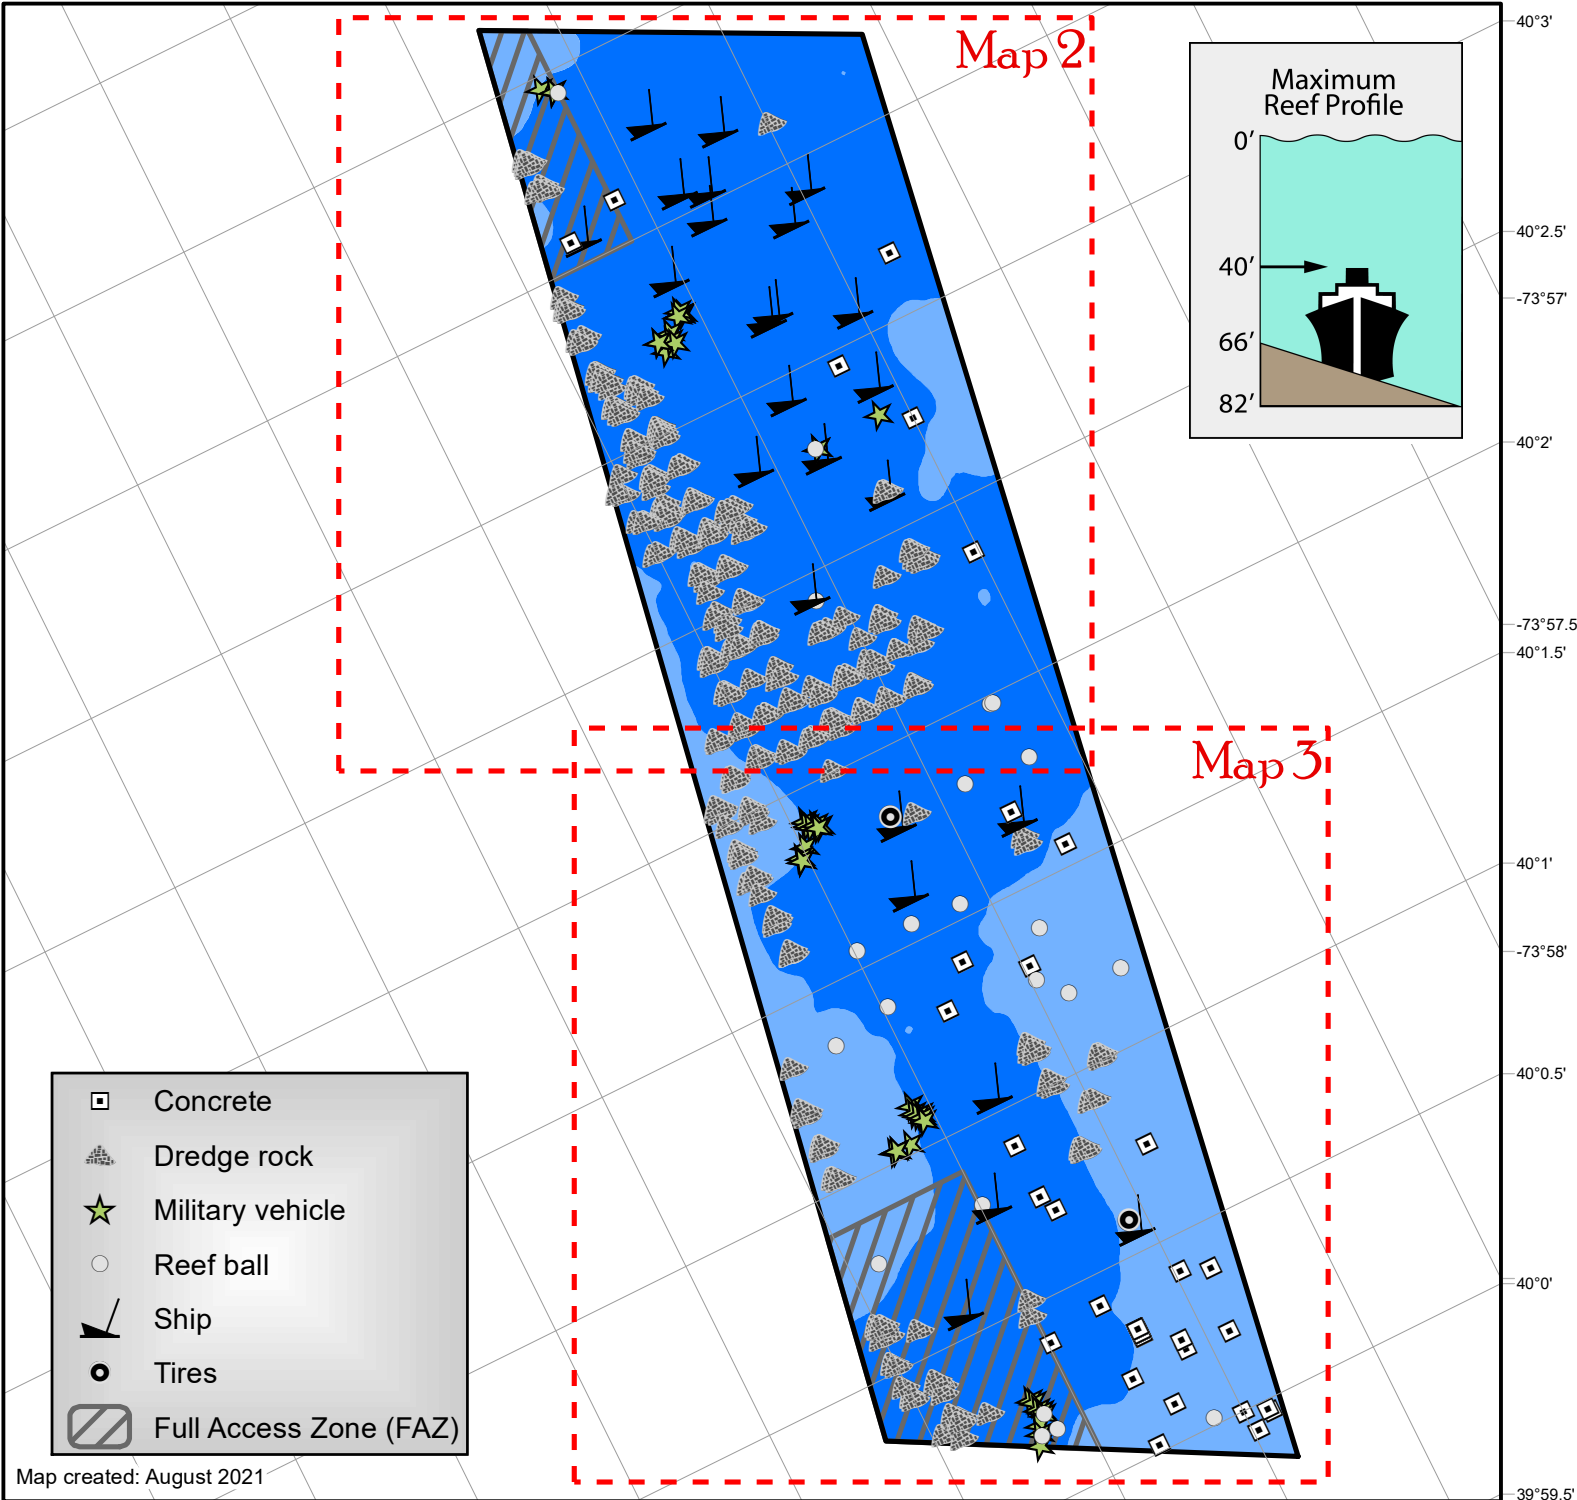 Map 2
40°3'
Maximum
Reef Profile
0’
40°2.5'
40’
-73°57'
66’
82’
40°2'
-73°57.5
40°1.5'
Map 3
40°1'
-73°58'
40°0.5'
Concrete
Dredge rock
Military vehicle
Reef ball
40°0'
Ship
Tires
Full Access Zone (FAZ)
Map created: August 2021
39°59.5'